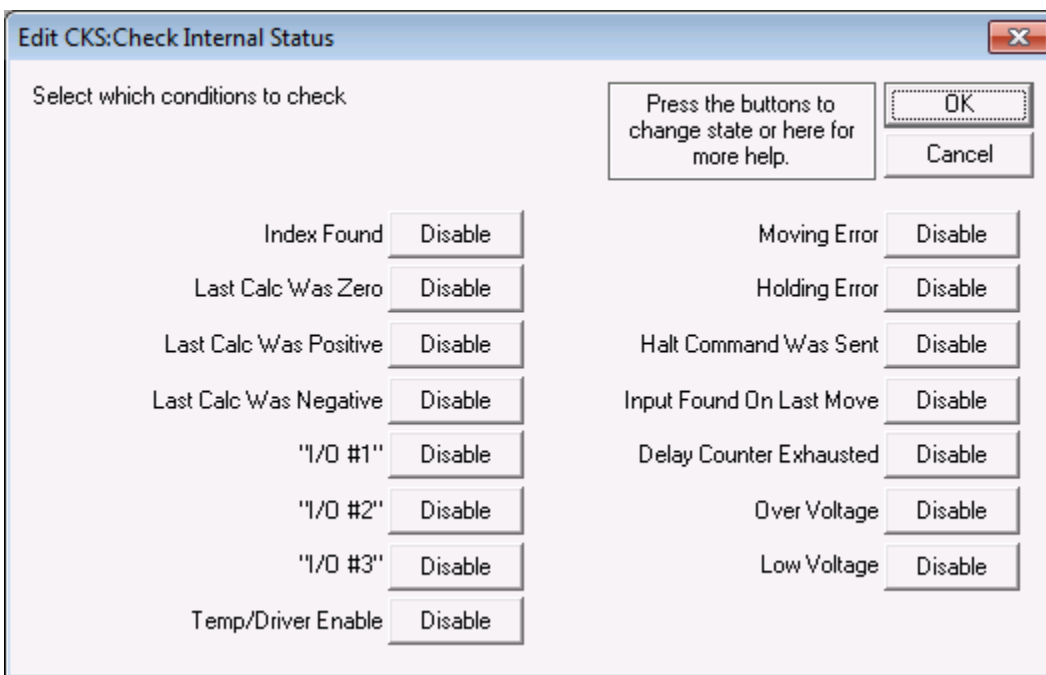 Edit CKS:Check Internal Status
Select which conditions to check
Press the buttons to
change state or here for
more help.
OK
Cancel
Index Found Disable
Last Calc Was Zero Disable
Last Calc Was Positive Disable
Last Calc Was Negative Disable
"I/O #1" Disable
"I/O #2" Disable
"I/O #3" Disable
Temp/Driver Enable Disable
Moving Error Disable
Holding Error Disable
Halt Command Was Sent Disable
Input Found On Last Move Disable
Delay Counter Exhausted Disable
Over Voltage Disable
Low Voltage Disable